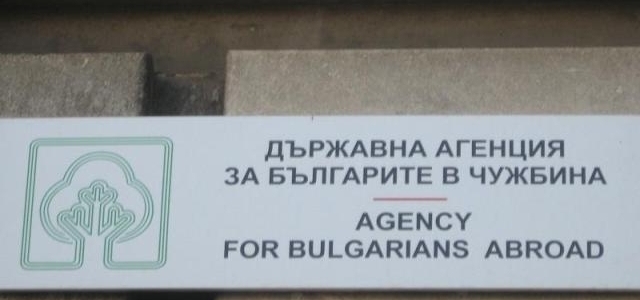 ДЪРЖАВНА АГЕНЦИЯ
ЗА БЪЛГАРИТЕ В ЧУЖБИНА
AGENCY
FOR BULGARIANS ABROAD